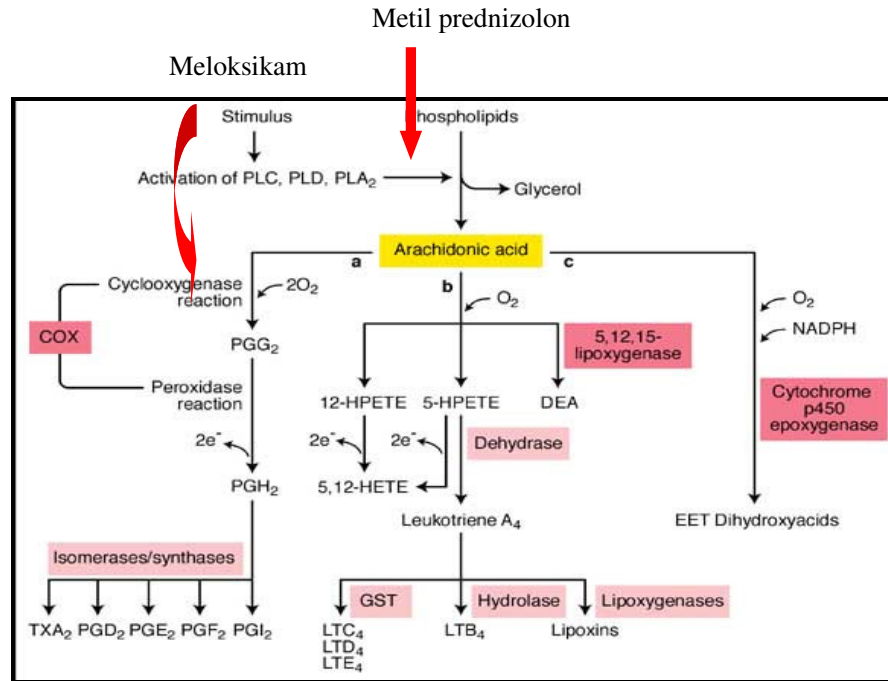 Metil prednizolon
Meloksikam
Stimulus
hospholipids
Activation of PLC, PLD, PLA₂
Glycerol
Arachidonic acid
a
b
c
Cyclooxygenase
reaction
2O₂
O₂
O₂
NADPH
COX
PGG₂
5,12,15-
lipoxygenase
Peroxidase
reaction
12-HPETE
5-HPETE
DEA
Cytochrome
p450
epoxygenase
2e⁻
2e⁻
2e⁻
Dehydrase
PGH₂
5,12-HETE
Leukotriene A₄
EET Dihydroxyacids
Isomerases/synthases
GST
Hydrolase
Lipoxygenases
TXA₂ PGD₂ PGE₂ PGF₂ PGI₂
LTC₄
LTD₄
LTE₄
LTB₄
Lipoxins